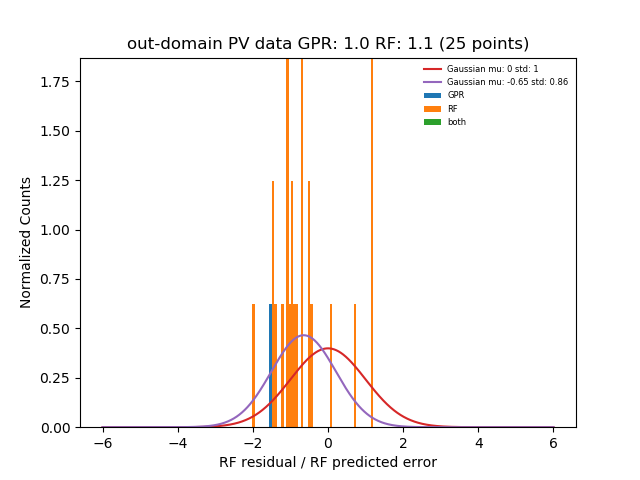 out-domain PV data GPR: 1.0 RF: 1.1 (25 points)
Gaussian mu: 0 std: 1
Gaussian mu: -0.65 std: 0.86
GPR
RF
both
Normalized Counts
1.75
1.50
1.25
1.00
0.75
0.50
0.25
0.00
−6 −4 −2 0 2 4 6
RF residual / RF predicted error